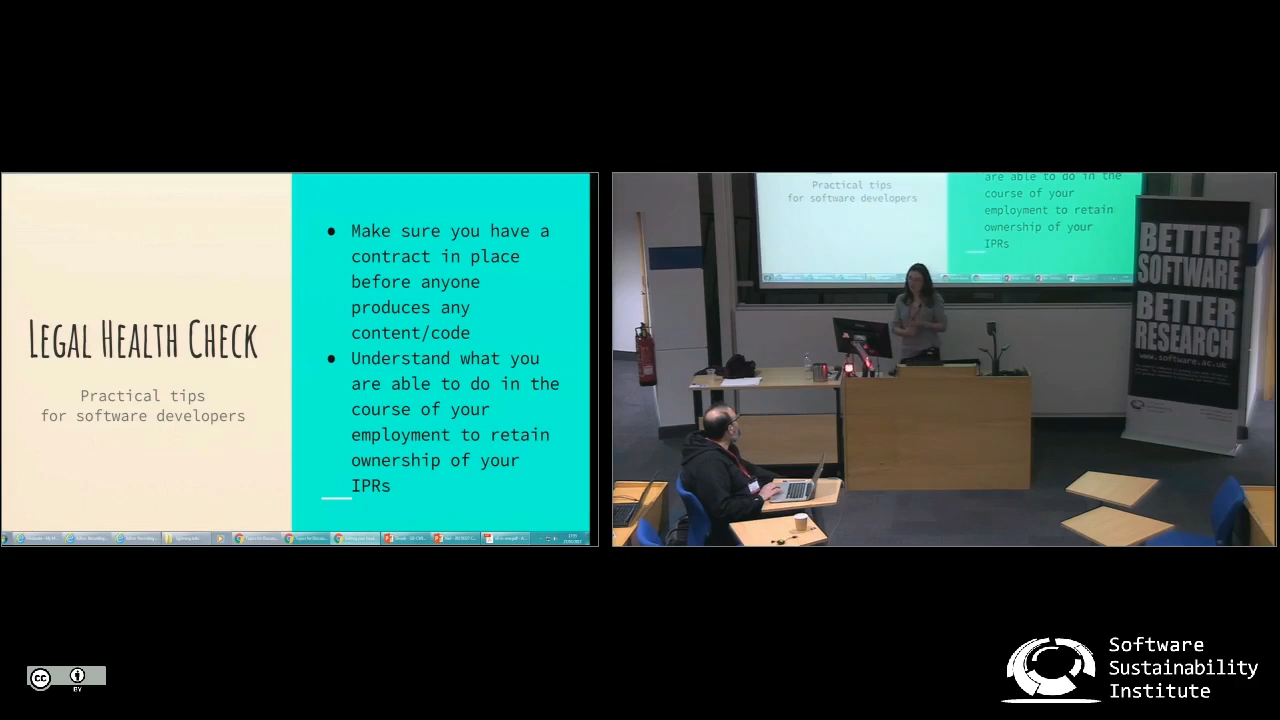 LEGAL HEALTH CHECK
Practical tips
for software developers
● Make sure you have a
contract in place
before anyone
produces any
content/code
● Understand what you
are able to do in the
course of your
employment to retain
ownership of your
IPRs
Practical tips
for software developers
are able to do in the
course of your
employment to retain
ownership of your
IPRs
BETTER
SOFTWARE
BETTER
RESEARCH
www.software.ac.uk
cc
BY
Software
Sustainability
Institute